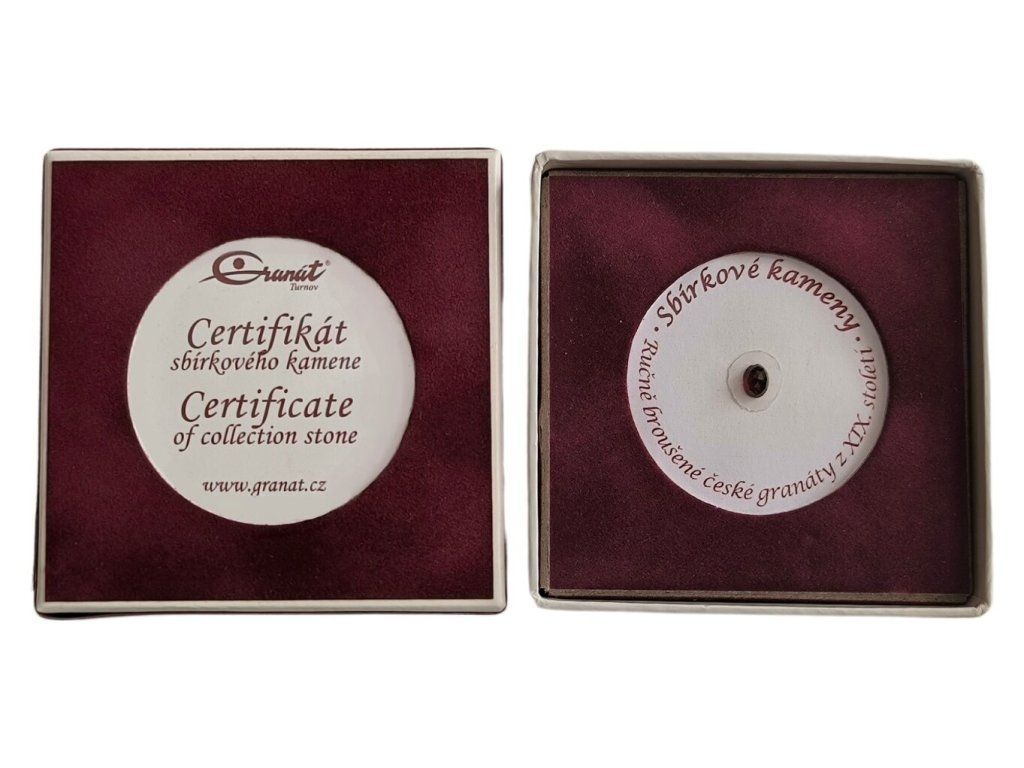 Granát®
Turnov
Certifikát
sbírkového kamene
Certificate
of collection stone
www.granat.cz
· Sbírkové kameny ·
Ručně broušené české granáty z XIX. století